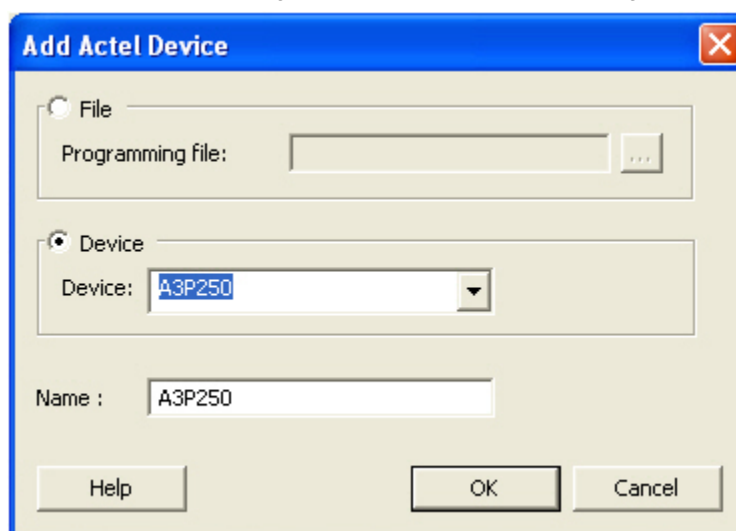 Add Actel Device
File
Programming file:
...
Device
Device: A3P250
Name : A3P250
Help OK Cancel